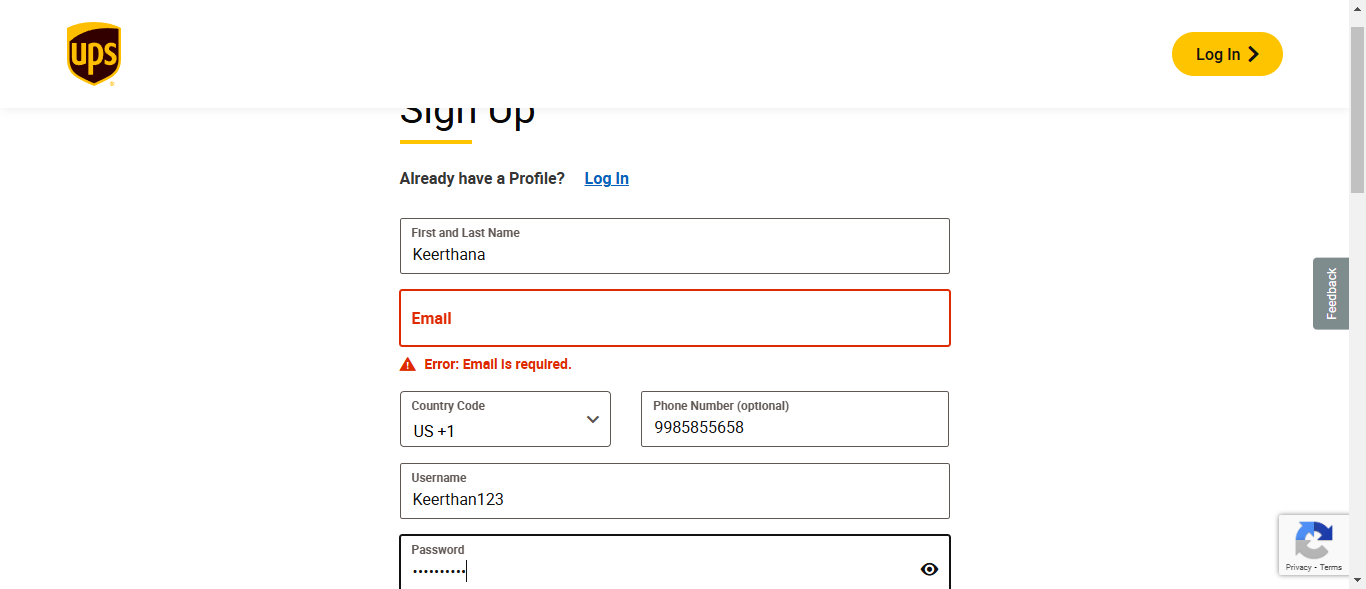 ups
Log In
Sign Up
Already have a Profile? Log In
First and Last Name
Keerthana
Email
Error: Email is required.
Country Code
US +1
Phone Number (optional)
9985855658
Username
Keerthan123
Password
••••••••••
Feedback
Privacy - Terms